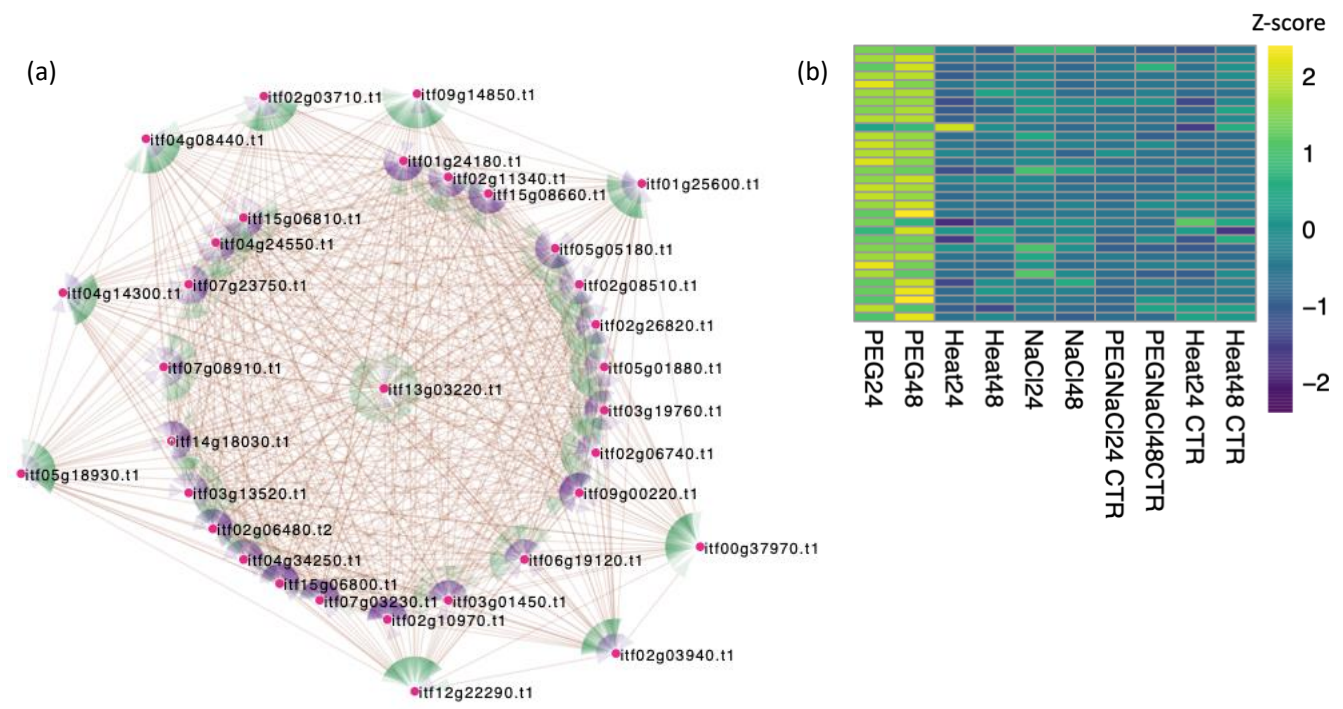 Z-score
(a)
(b)
itf02g03710.t1
itf09g14850.t1
itf04g08440.t1
itf01g24180.t1
itf02g11340.t1
itf15g08660.t1
itf01g25600.t1
itf15g06810.t1
itf04g24550.t1
itf05g05180.t1
itf07g23750.t1
itf02g08510.t1
itf04g14300.t1
itf02g26820.t1
itf07g08910.t1
itf05g01880.t1
itf13g03220.t1
itf03g19760.t1
itf14g18030.t1
itf02g06740.t1
itf05g18930.t1
itf03g13520.t1
itf09g00220.t1
itf02g06480.t2
itf00g37970.t1
itf04g34250.t1
itf06g19120.t1
itf15g06800.t1
itf07g03230.t1
itf03g01450.t1
itf02g10970.t1
itf02g03940.t1
itf12g22290.t1
2
1
0
−1
−2
PEG24
PEG48
Heat24
Heat48
NaCl24
NaCl48
PEGNaCl24 CTR
PEGNaCl48CTR
Heat24 CTR
Heat48 CTR